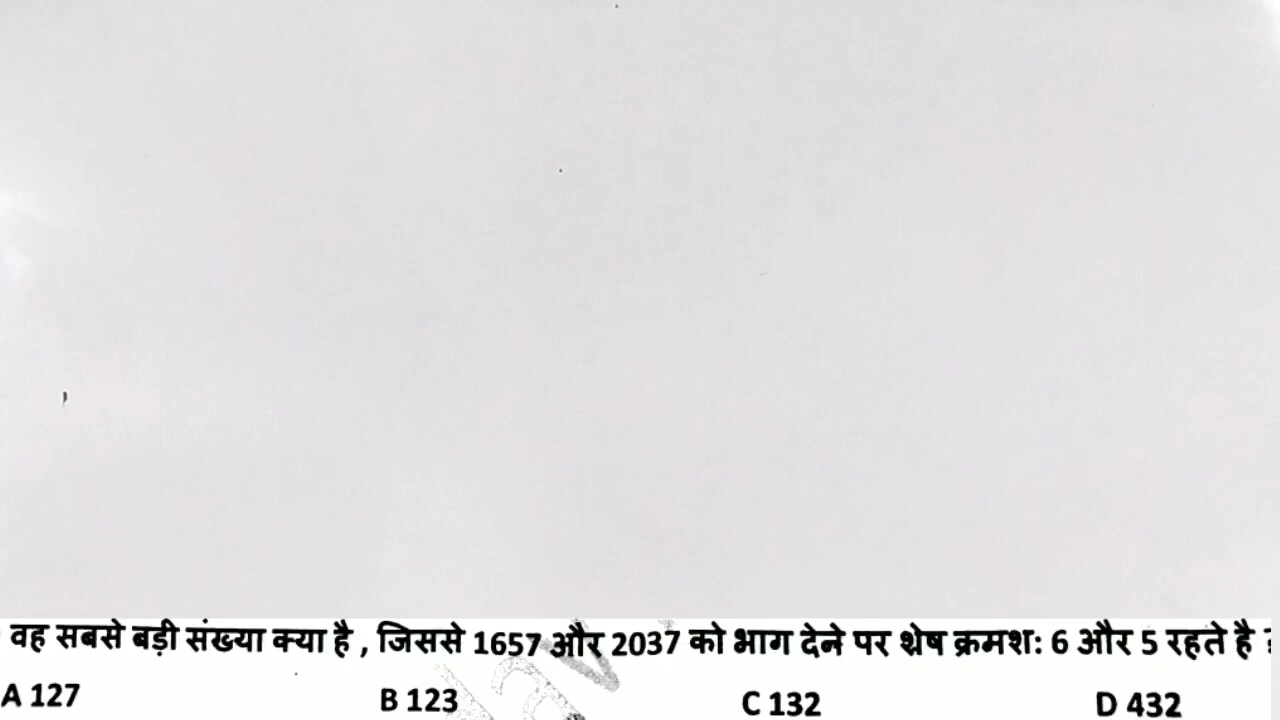 वह सबसे बड़ी संख्या क्या है , जिससे 1657 और 2037 को भाग देने पर शेष क्रमश: 6 और 5 रहते है ?
A 127 B 123 C 132 D 432